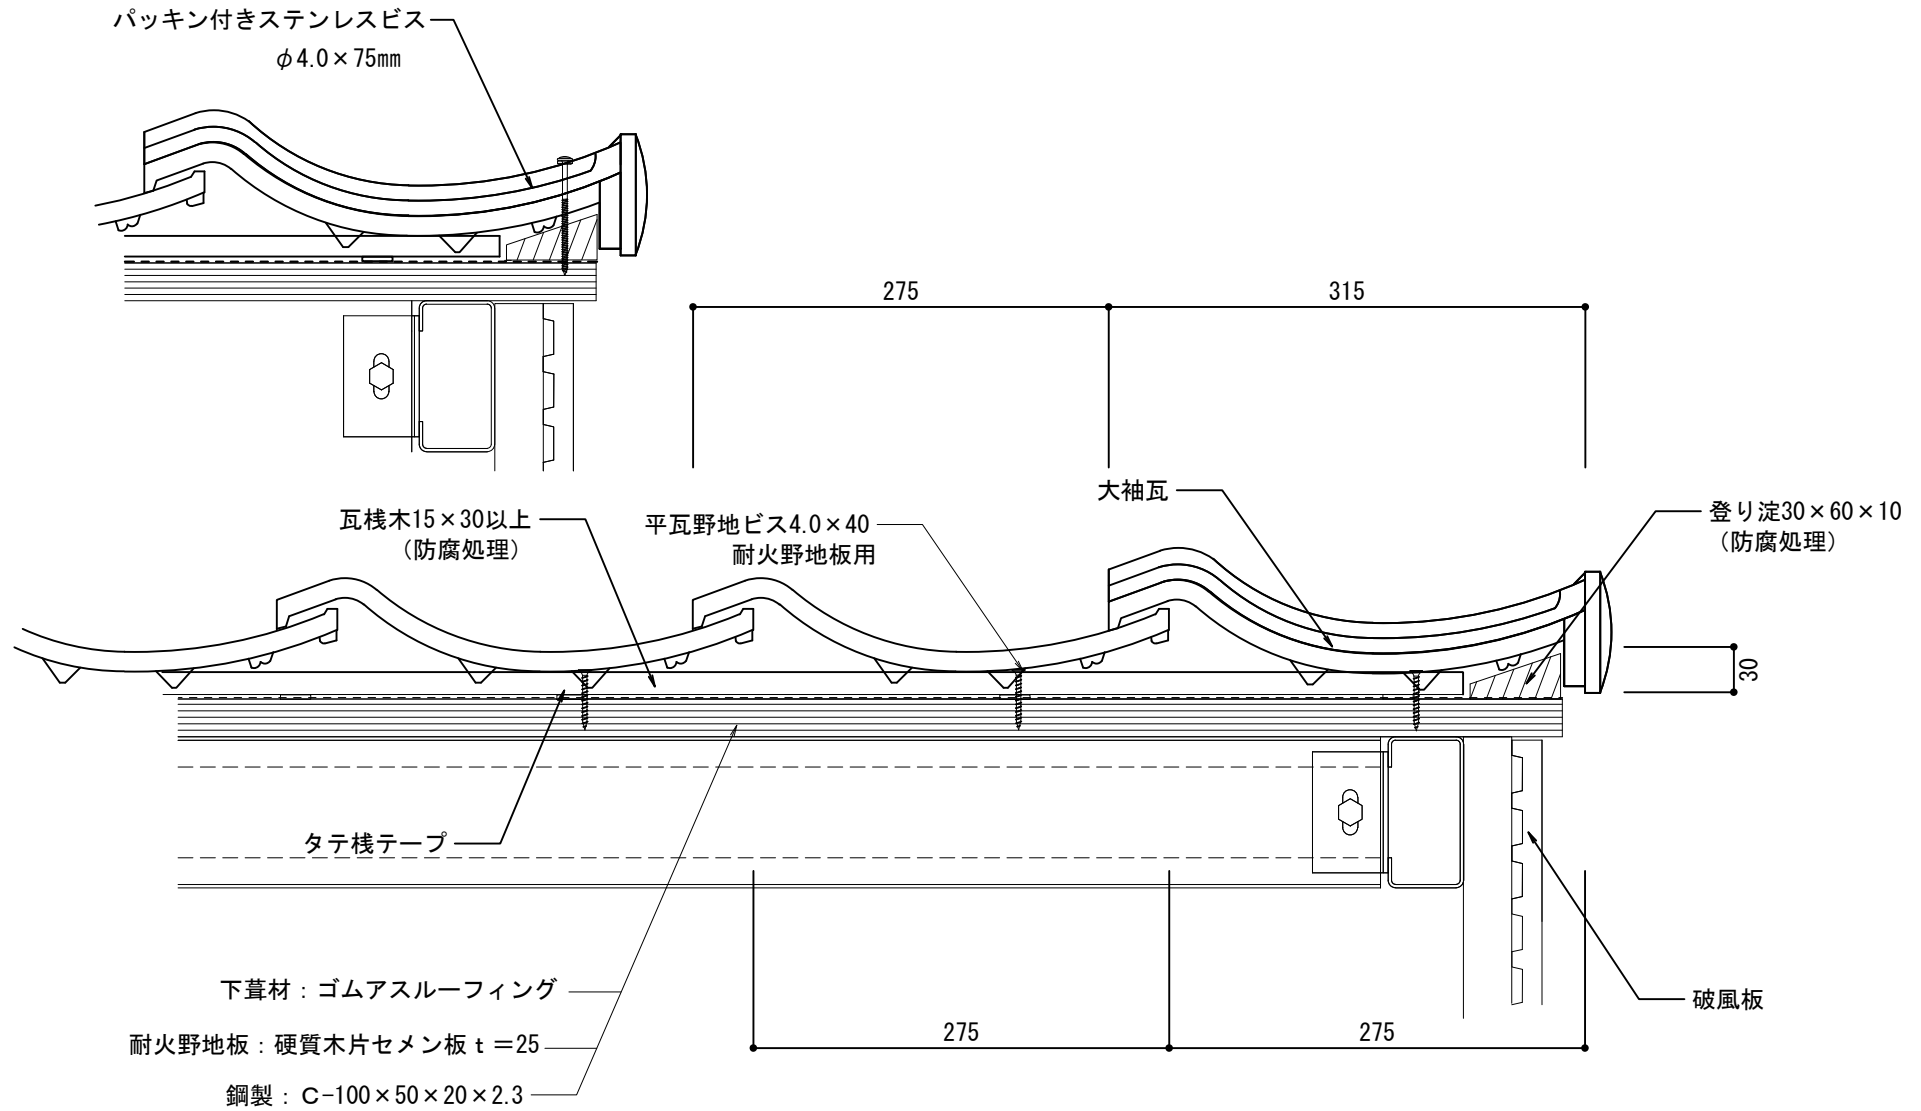 パッキン付きステンレスビス
φ4.0×75㎜
275
315
大袖瓦
瓦桟木15×30以上
（防腐処理）
平瓦野地ビス4.0×40
耐火野地板用
登り淀30×60×10
（防腐処理）
30
タテ桟テープ
下葺材：ゴムアスルーフィング
耐火野地板：硬質木片セメン板ｔ＝25
鋼製：Ｃ-100×50×20×2.3
275
275
破風板